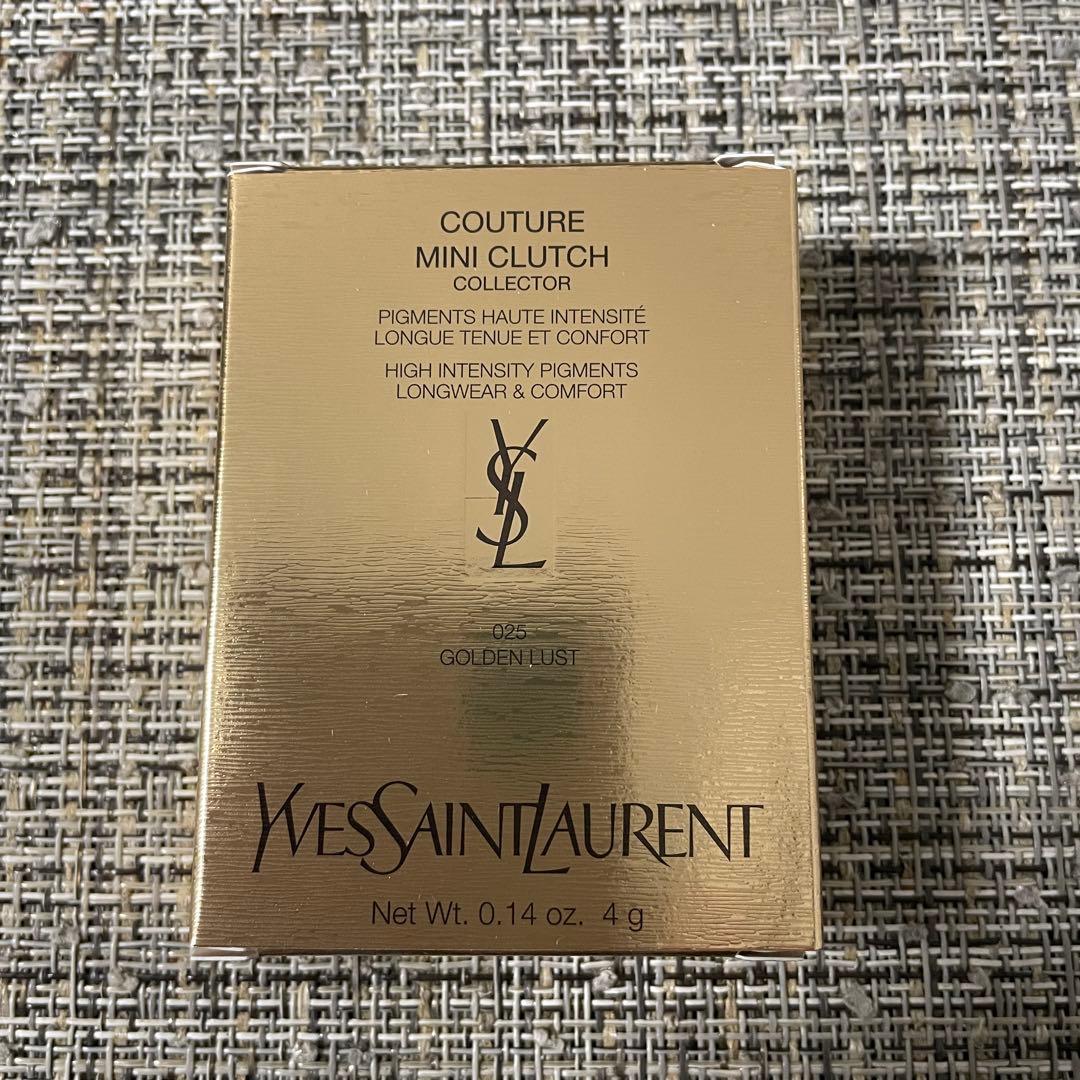 COUTURE
MINI CLUTCH
COLLECTOR
PIGMENTS HAUTE INTENSITÉ
LONGUE TENUE ET CONFORT
HIGH INTENSITY PIGMENTS
LONGWEAR & COMFORT
YSL
025
GOLDEN LUST
YVESSAINTLAURENT
Net Wt. 0.14 oz. 4 g